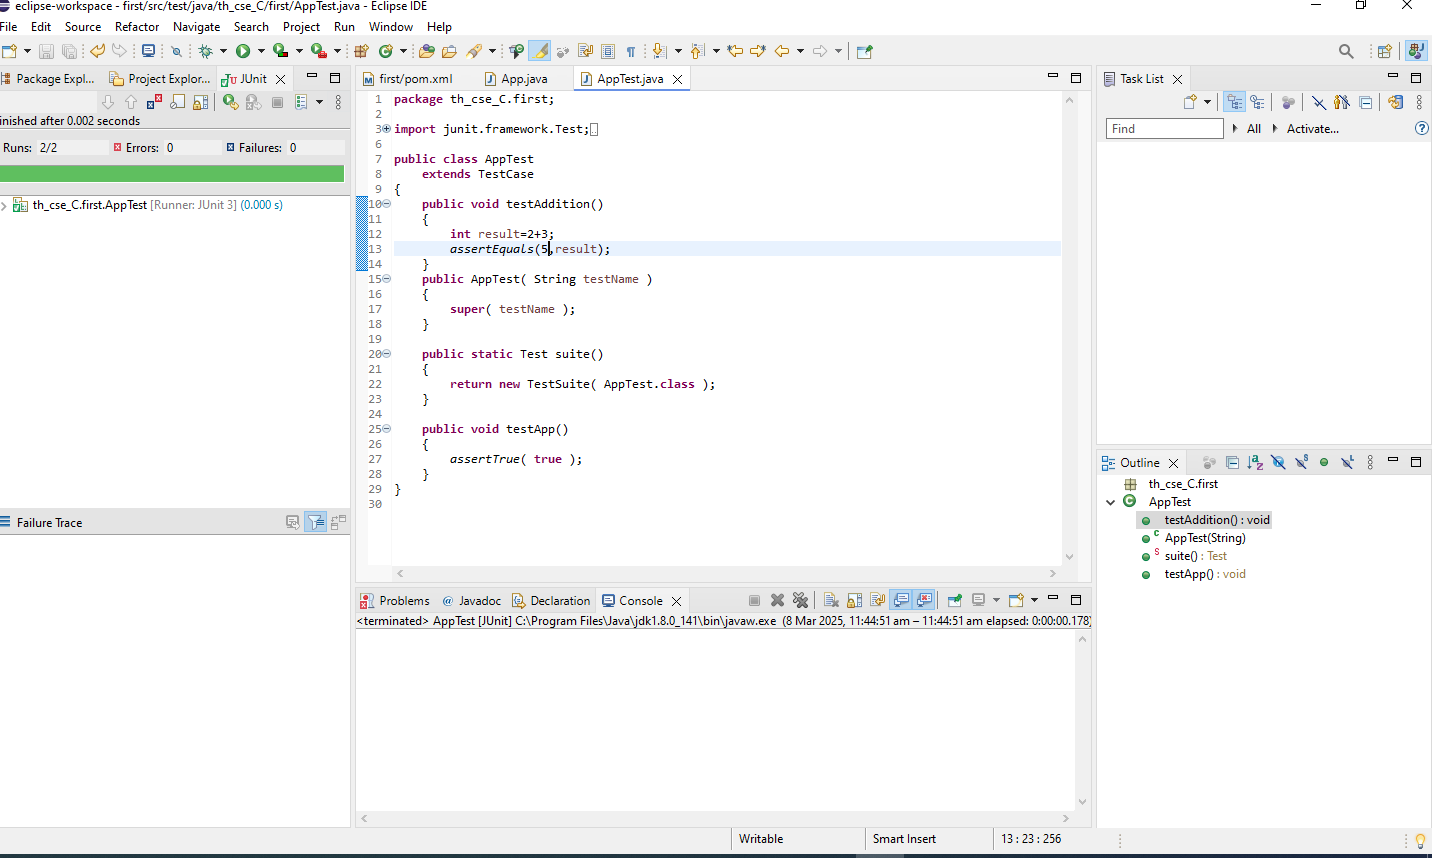 eclipse-workspace - first/src/test/java/th_cse_C/first/AppTest.java - Eclipse IDE
File Edit Source Refactor Navigate Search Project Run Window Help
Package Expl...
Project Explor...
JUnit
inished after 0.002 seconds
Runs: 2/2
Errors: 0
Failures: 0
th_cse_C.first.AppTest [Runner: JUnit 3] (0.000 s)
Failure Trace
first/pom.xml
App.java
AppTest.java
1 package th_cse_C.first;
2
3 import junit.framework.Test;
6
7 public class AppTest
8 extends TestCase
9 {
10 public void testAddition()
11 {
12 int result=2+3;
13 assertEquals(5,result);
14 }
15 public AppTest( String testName )
16 {
17 super( testName );
18 }
19
20 public static Test suite()
21 {
22 return new TestSuite( AppTest.class );
23 }
24
25 public void testApp()
26 {
27 assertTrue( true );
28 }
29 }
30
Problems
@ Javadoc
Declaration
Console
<terminated> AppTest [JUnit] C:\Program Files\Java\jdk1.8.0_141\bin\javaw.exe (8 Mar 2025, 11:44:51 am – 11:44:51 am elapsed: 0:00:00.178)
Task List
Find
All
Activate...
Outline
th_cse_C.first
AppTest
testAddition() : void
AppTest(String)
suite() : Test
testApp() : void
Writable
Smart Insert
13 : 23 : 256